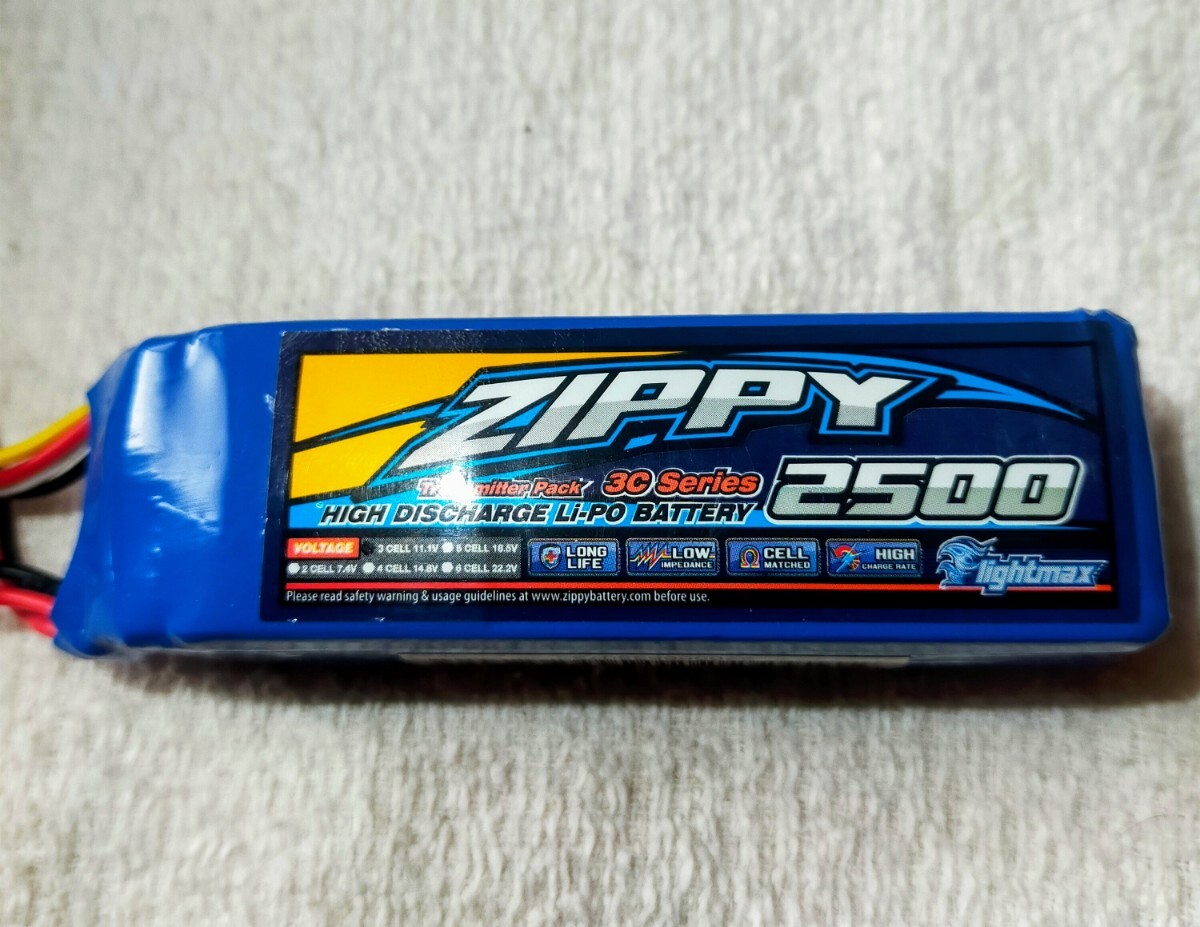 ZIPPY
Transmitter Pack 3C Series 2500
HIGH DISCHARGE Li-PO BATTERY
VOLTAGE 3 CELL 11.1V 5 CELL 18.5V
2 CELL 7.4V 4 CELL 14.8V 6 CELL 22.2V
LONG
LIFE
LOW
IMPEDANCE
CELL
MATCHED
HIGH
CHARGE RATE
lightmax
Please read safety warning & usage guidelines at www.zippybattery.com before use.